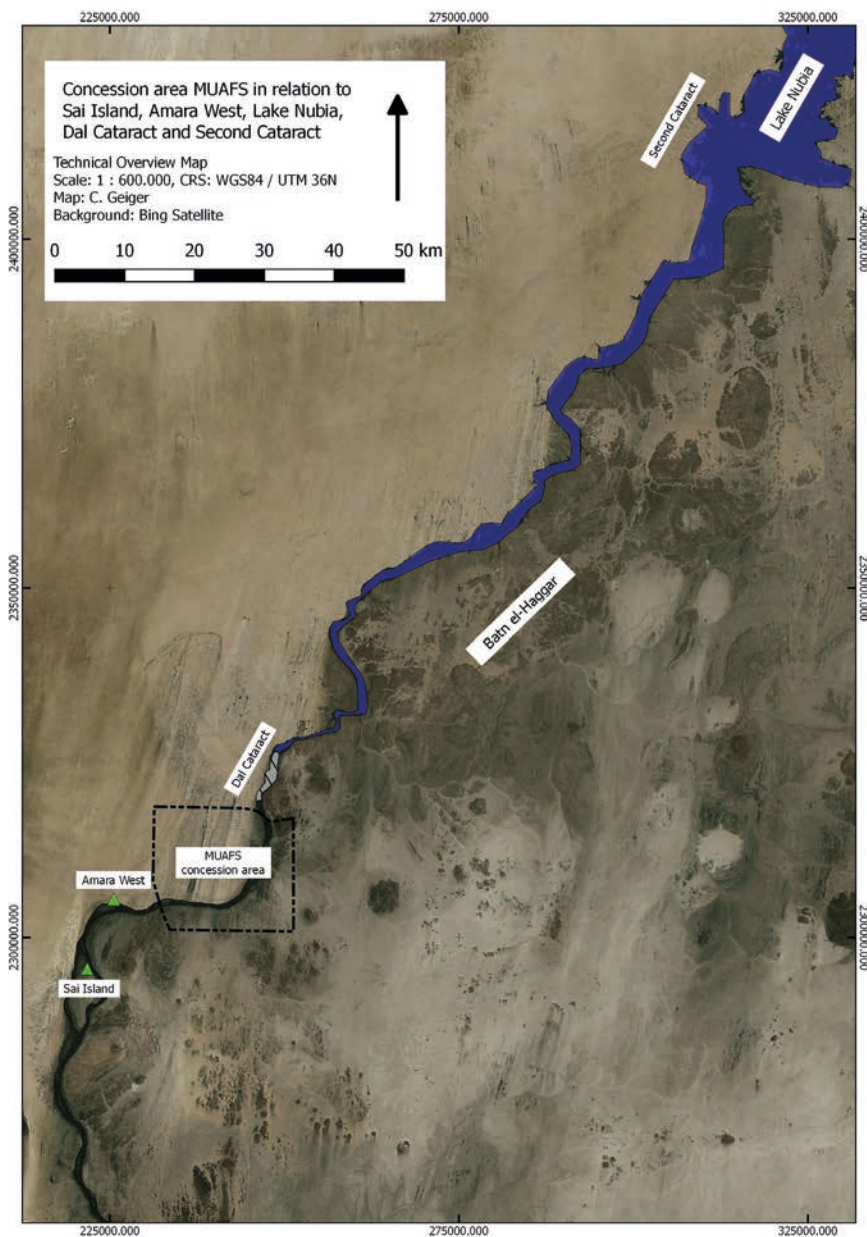 225000.000
275000.000
325000.000
Concession area MUAFS in relation to
Sai Island, Amara West, Lake Nubia,
Dal Cataract and Second Cataract
Technical Overview Map
Scale: 1 : 600.000, CRS: WGS84 / UTM 36N
Map: C. Geiger
Background: Bing Satellite
0 10 20 30 40 50 km
Second Cataract
Lake Nubia
2400000.000
2400000.000
Batn el-Haggar
2350000.000
2350000.000
Dal Cataract
MUAFS
concession area
Amara West
Sai Island
2300000.000
2300000.000
225000.000
275000.000
325000.000